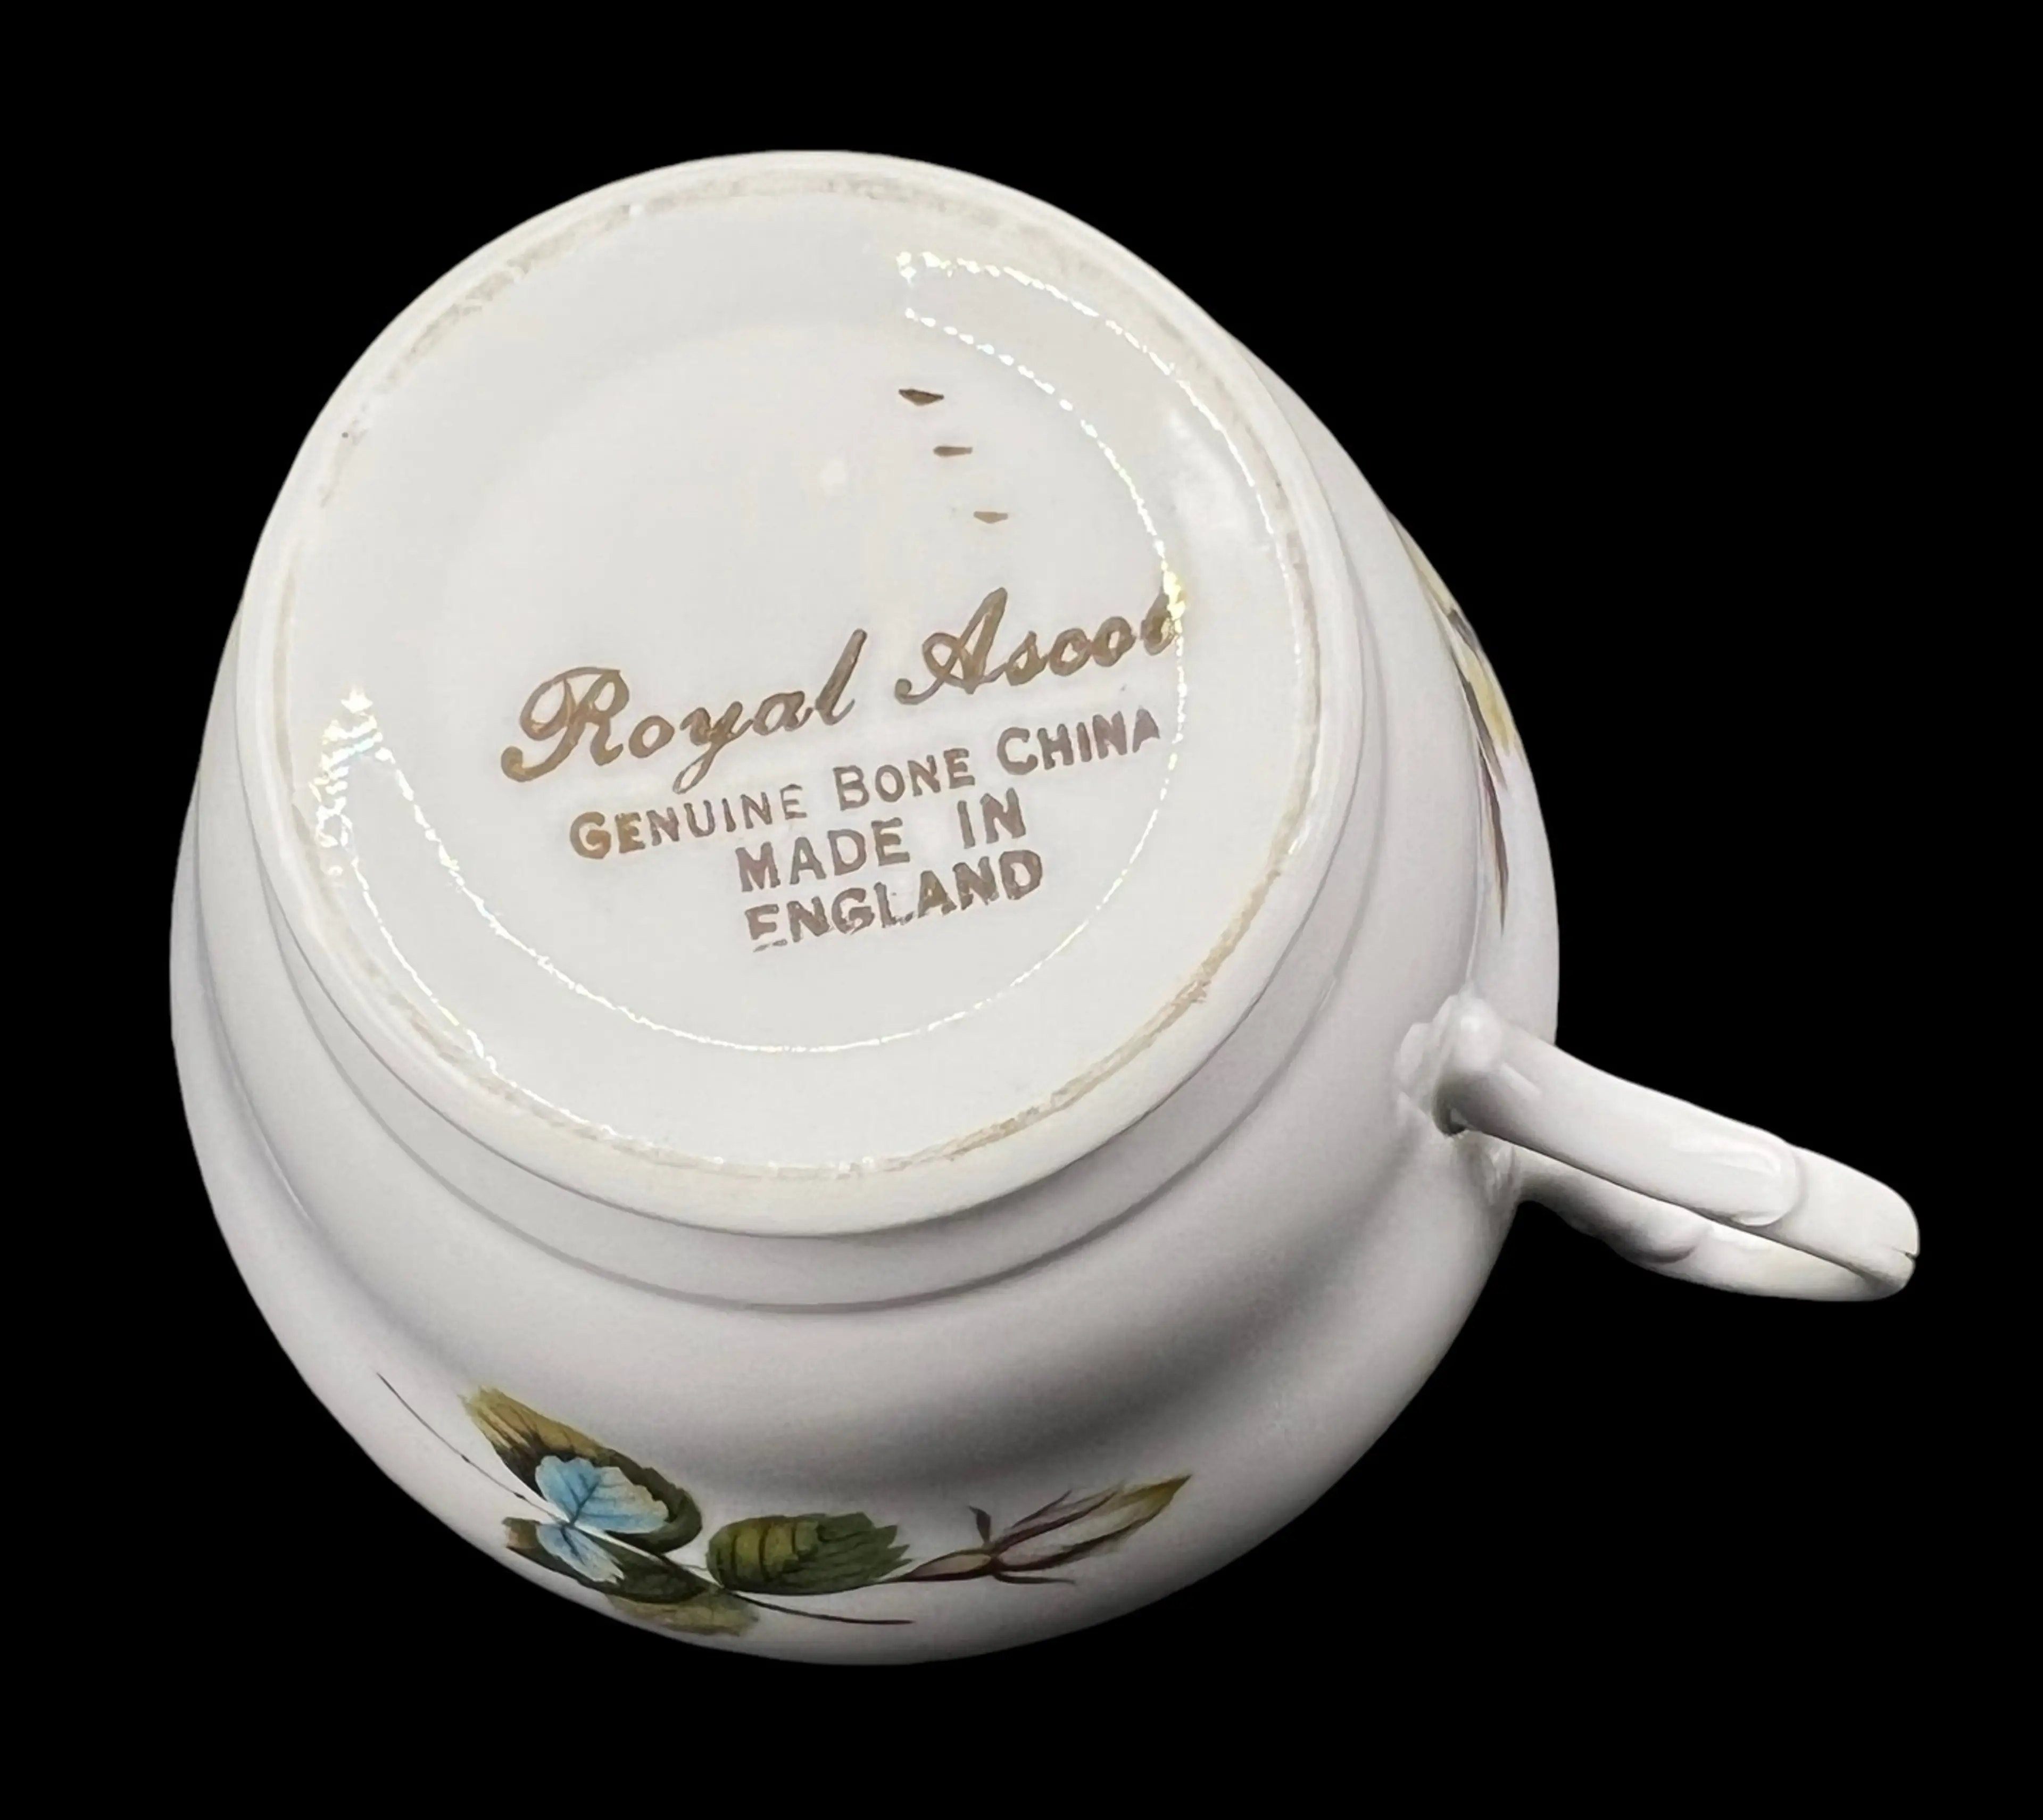 Royal Ascot
GENUINE BONE CHINA
MADE IN
ENGLAND